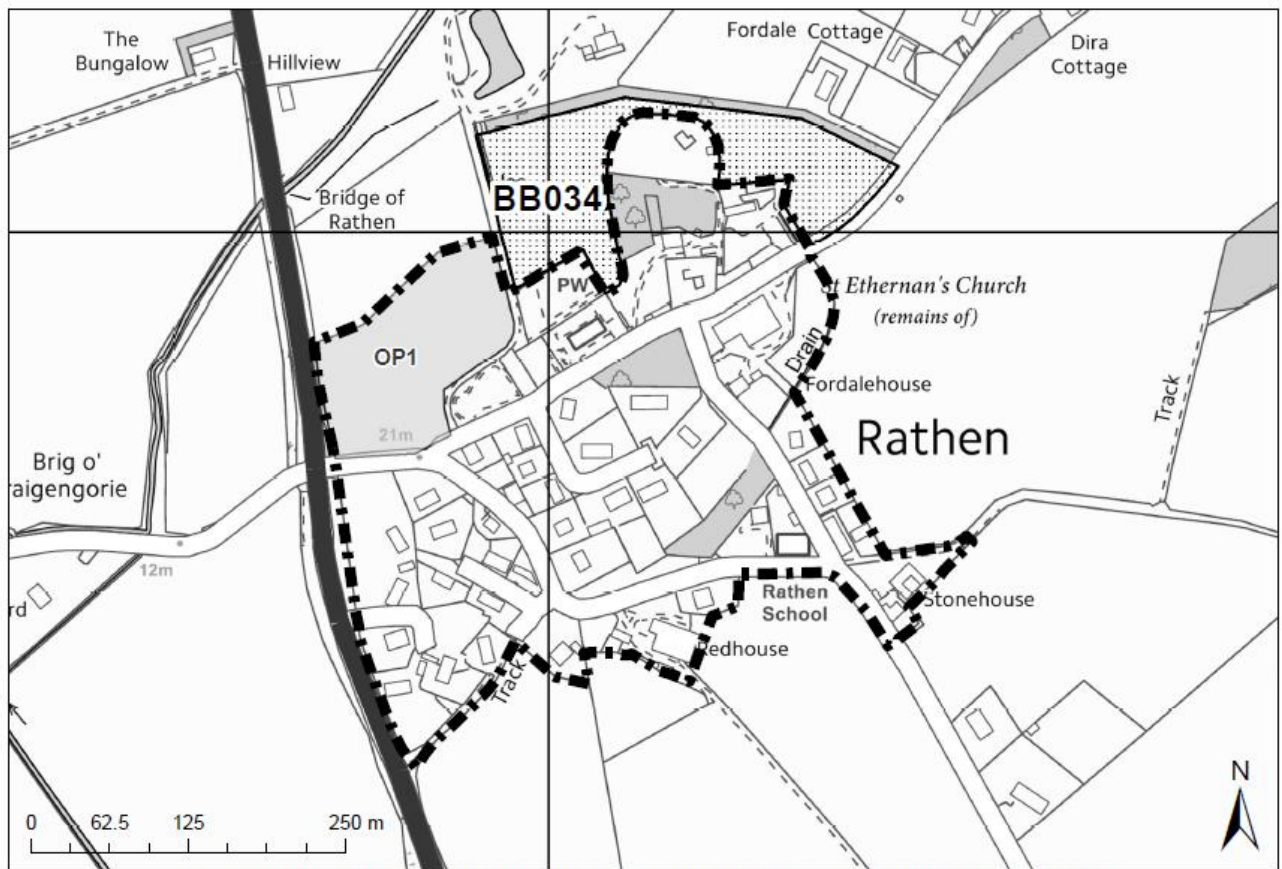 The
Bungalow
Hillview
Fordale Cottage
Dira
Cottage
Bridge of
Rathen
BB034
PW
St Ethernan's Church
(remains of)
OP1
Drain
Fordalehouse
Track
Rathen
21m
Brig o'
raigengorie
12m
rd
Rathen
School
Stonehouse
Redhouse
Track
N
0 62.5 125 250 m